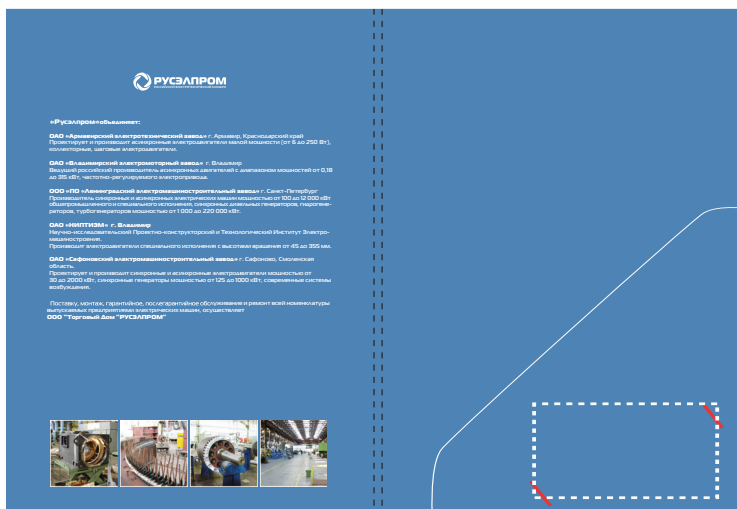 РУСЭЛПРОМ
«Русэлпром»объединяет:
ОАО «Армавирский электротехнический завод» г. Армавир, Краснодарский край
Проектирует и производит асинхронные электродвигатели малой мощности (от 6 до 250 Вт),
коллекторные, шаговые электродвигатели.
ОАО «Владимирский электромоторный завод» г. Владимир
Ведущий российский производитель асинхронных двигателей с диапазоном мощностей от 0,18
до 315 кВт, частотно-регулируемого электропривода.
ООО «ПО «Ленинградский электромашиностроительный завод» г. Санкт-Петербург
Производитель синхронных и асинхронных электрических машин мощностью от 100 до 12 000 кВт
общепромышленного и специального исполнения, синхронных дизельных генераторов, гидрогене-
раторов, турбогенераторов мощностью от 1 000 до 220 000 кВт.
ОАО «НИПТИЭМ» г. Владимир
Научно-исследовательский Проектно-конструкторский и Технологический Институт Электро-
машиностроения.
Производит электродвигатели специального исполнения с высотами вращения от 45 до 355 мм.
ОАО «Сафоновский электромашиностроительный завод» г. Сафоново, Смоленская
область.
Проектирует и производит синхронные и асинхронные электродвигатели мощностью от
30 до 2000 кВт, синхронные генераторы мощностью от 125 до 1000 кВт, современные системы
возбуждения.
Поставку, монтаж, гарантийное, послегарантийное обслуживание и ремонт всей номенклатуры
выпускаемых предприятиями электрических машин, осуществляет
ООО "Торговый Дом "РУСЭЛПРОМ"